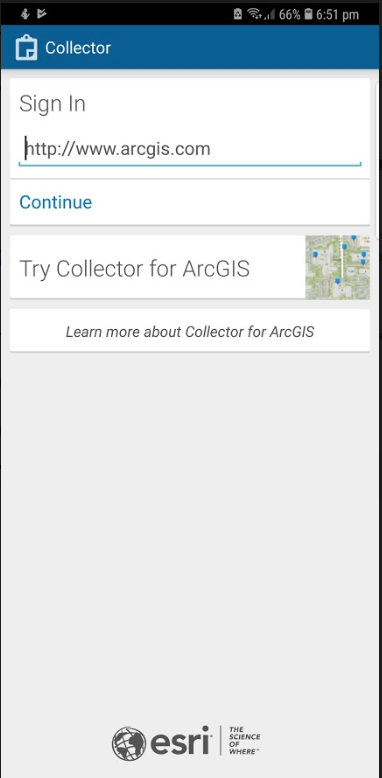 66% 6:51 pm
Collector
Sign In
http://www.arcgis.com
Continue
Try Collector for ArcGIS
Learn more about Collector for ArcGIS
esri
THE
SCIENCE
OF
WHERE™